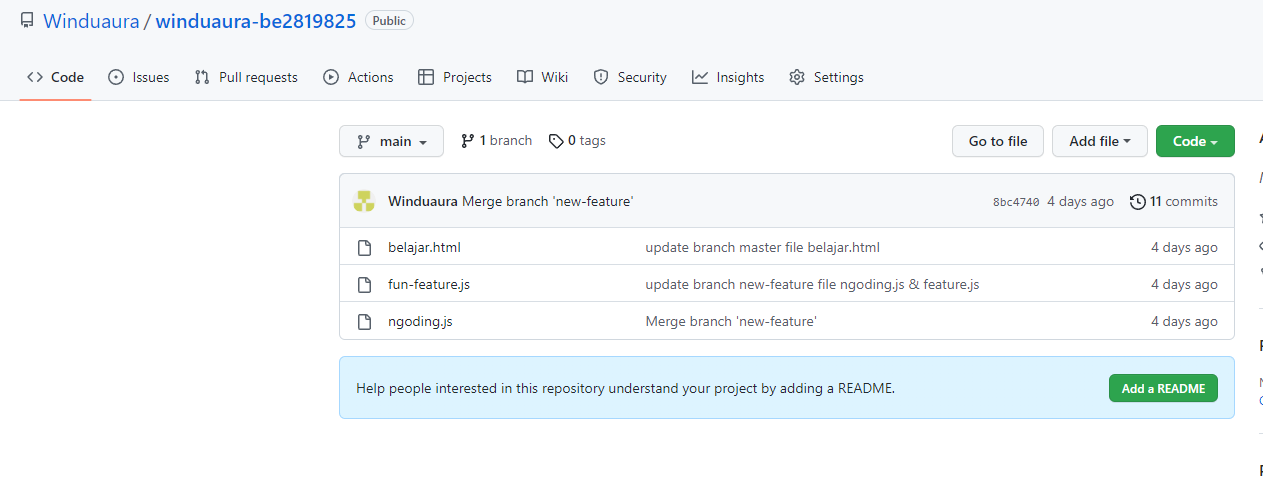 Winduaura / winduaura-be2819825 Public
Code Issues Pull requests Actions Projects Wiki Security Insights Settings
main 1 branch 0 tags Go to file Add file Code
Winduaura Merge branch 'new-feature' 8bc4740 4 days ago 11 commits
belajar.html update branch master file belajar.html 4 days ago
fun-feature.js update branch new-feature file ngoding.js & feature.js 4 days ago
ngoding.js Merge branch 'new-feature' 4 days ago
Help people interested in this repository understand your project by adding a README. Add a README